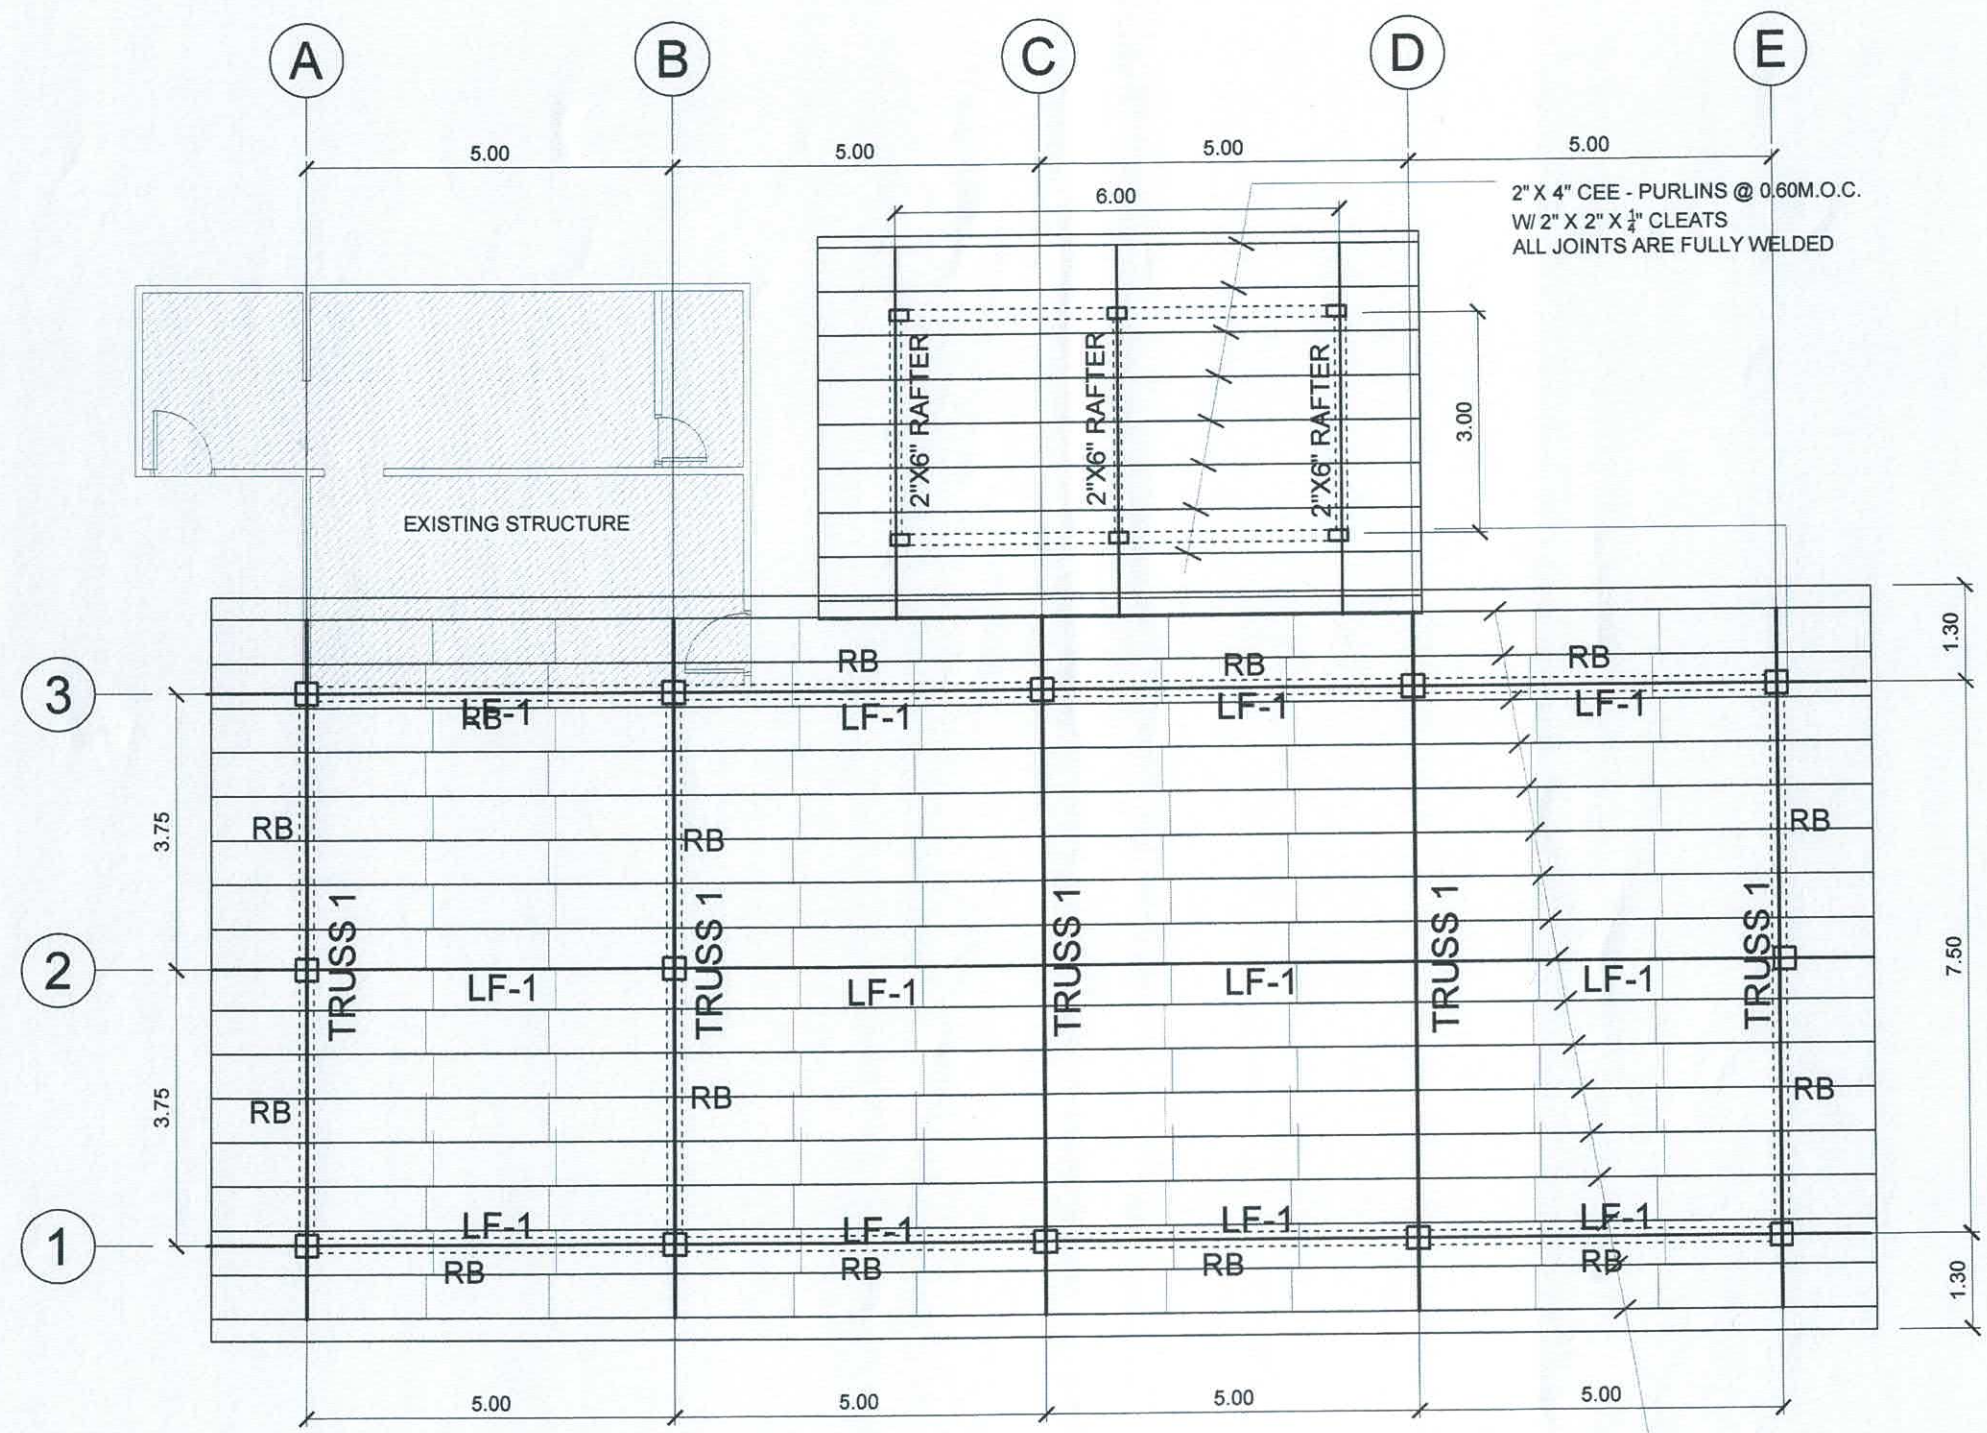 A B C D E
5.00 5.00 5.00 5.00
6.00
2" X 4" CEE - PURLINS @ 0.60M.O.C.
W/ 2" X 2" X ¼" CLEATS
ALL JOINTS ARE FULLY WELDED
2"X6" RAFTER
2"X6" RAFTER
2"X6" RAFTER
3.00
EXISTING STRUCTURE
1.30
RB RB RB
3
LF-1 LF-1 LF-1 LF-1
RB
3.75
RB RB RB
TRUSS 1 TRUSS 1 TRUSS 1 TRUSS 1 TRUSS 1
7.50
2
LF-1 LF-1 LF-1 LF-1
3.75
RB RB RB
LF-1 LF-1 LF-1 LF-1
1
RB RB RB RB
1.30
5.00 5.00 5.00 5.00